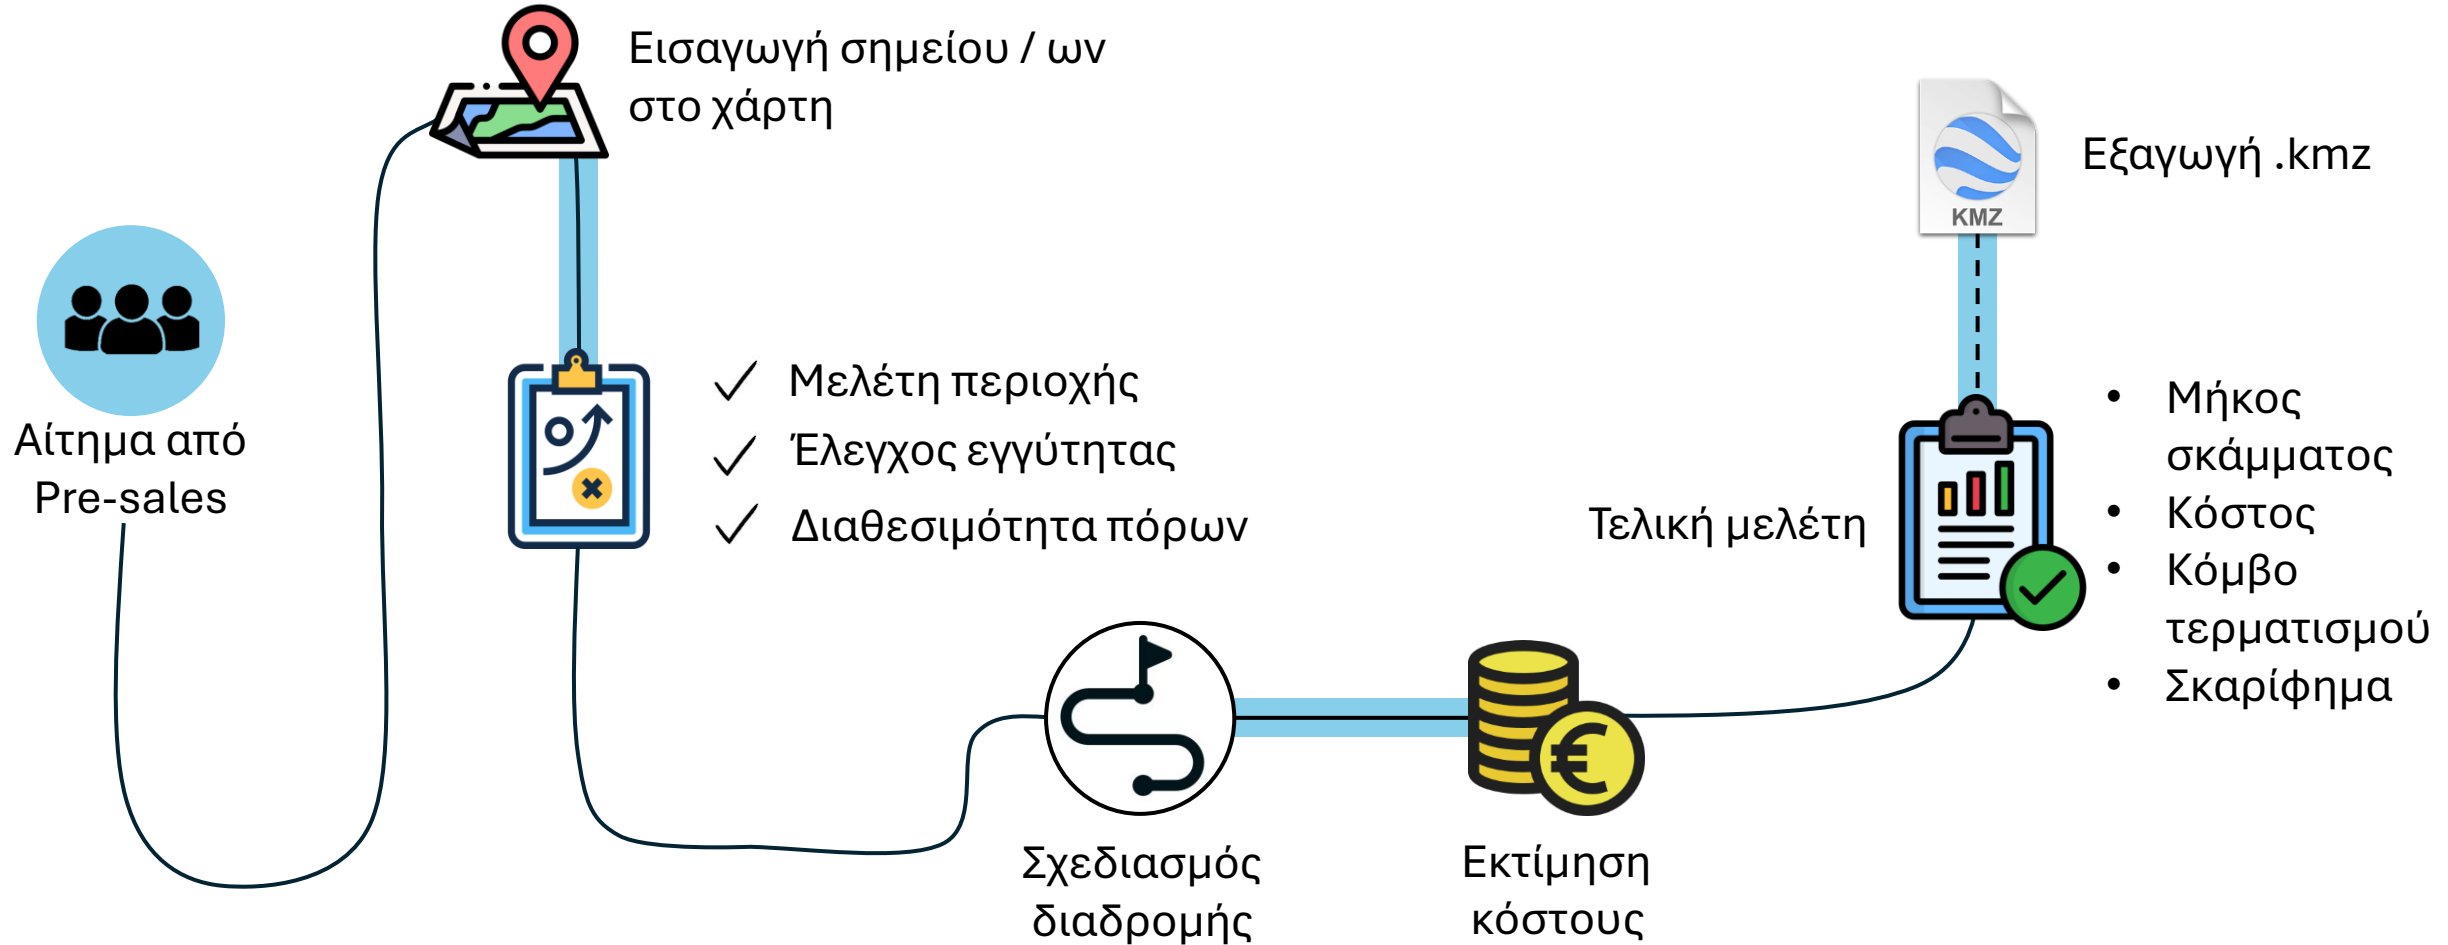 Αίτημα από
Pre-sales
Εισαγωγή σημείου / ων
στο χάρτη
✓ Μελέτη περιοχής
✓ Έλεγχος εγγύτητας
✓ Διαθεσιμότητα πόρων
Σχεδιασμός
διαδρομής
Εκτίμηση
κόστους
€
Τελική μελέτη
• Μήκος
σκάμματος
• Κόστος
• Κόμβο
τερματισμού
• Σκαρίφημα
KMZ
Εξαγωγή .kmz